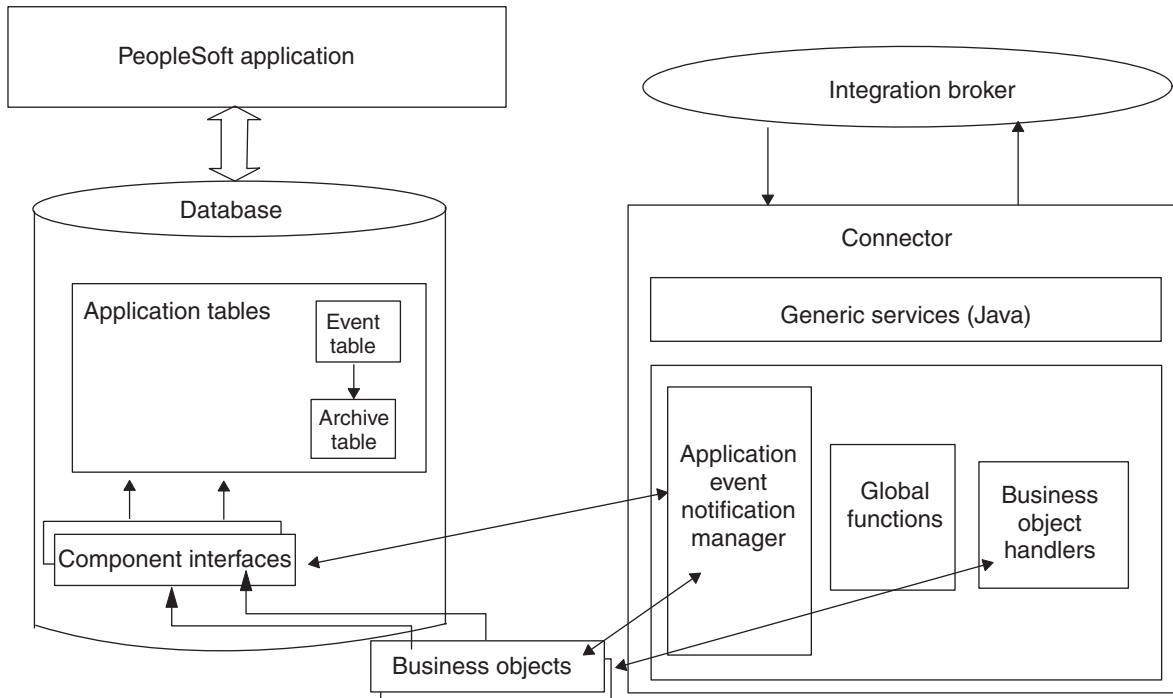 PeopleSoft application
Integration broker
Database
Connector
Application tables
Event
table
Archive
table
Generic services (Java)
Application
event
notification
manager
Global
functions
Business
object
handlers
Component interfaces
Business objects